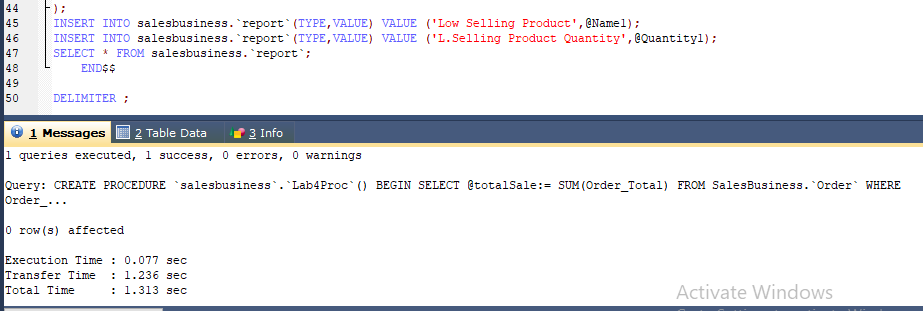 44 );
45 INSERT INTO salesbusiness.`report`(TYPE,VALUE) VALUE ('Low Selling Product',@Name1);
46 INSERT INTO salesbusiness.`report`(TYPE,VALUE) VALUE ('L.Selling Product Quantity',@Quantity1);
47 SELECT * FROM salesbusiness.`report`;
48 END$$
49
50 DELIMITER ;
1 Messages 2 Table Data 3 Info
1 queries executed, 1 success, 0 errors, 0 warnings
Query: CREATE PROCEDURE `salesbusiness`.`Lab4Proc`() BEGIN SELECT @totalSale:= SUM(Order_Total) FROM SalesBusiness.`Order` WHERE
Order_...
0 row(s) affected
Execution Time : 0.077 sec
Transfer Time : 1.236 sec
Total Time : 1.313 sec
Activate Windows